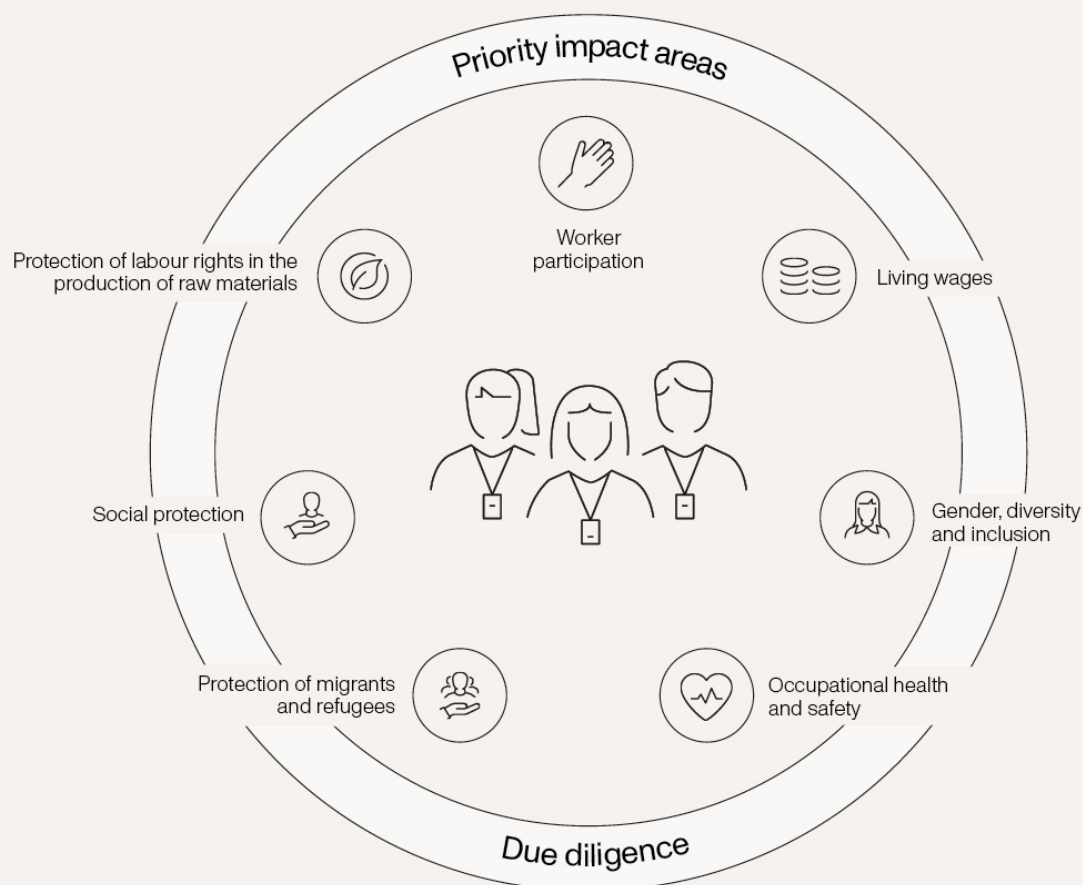 Priority impact areas
Worker
participation
Protection of labour rights in the
production of raw materials
Living wages
Social protection
Gender, diversity
and inclusion
Protection of migrants
and refugees
Occupational health
and safety
Due diligence